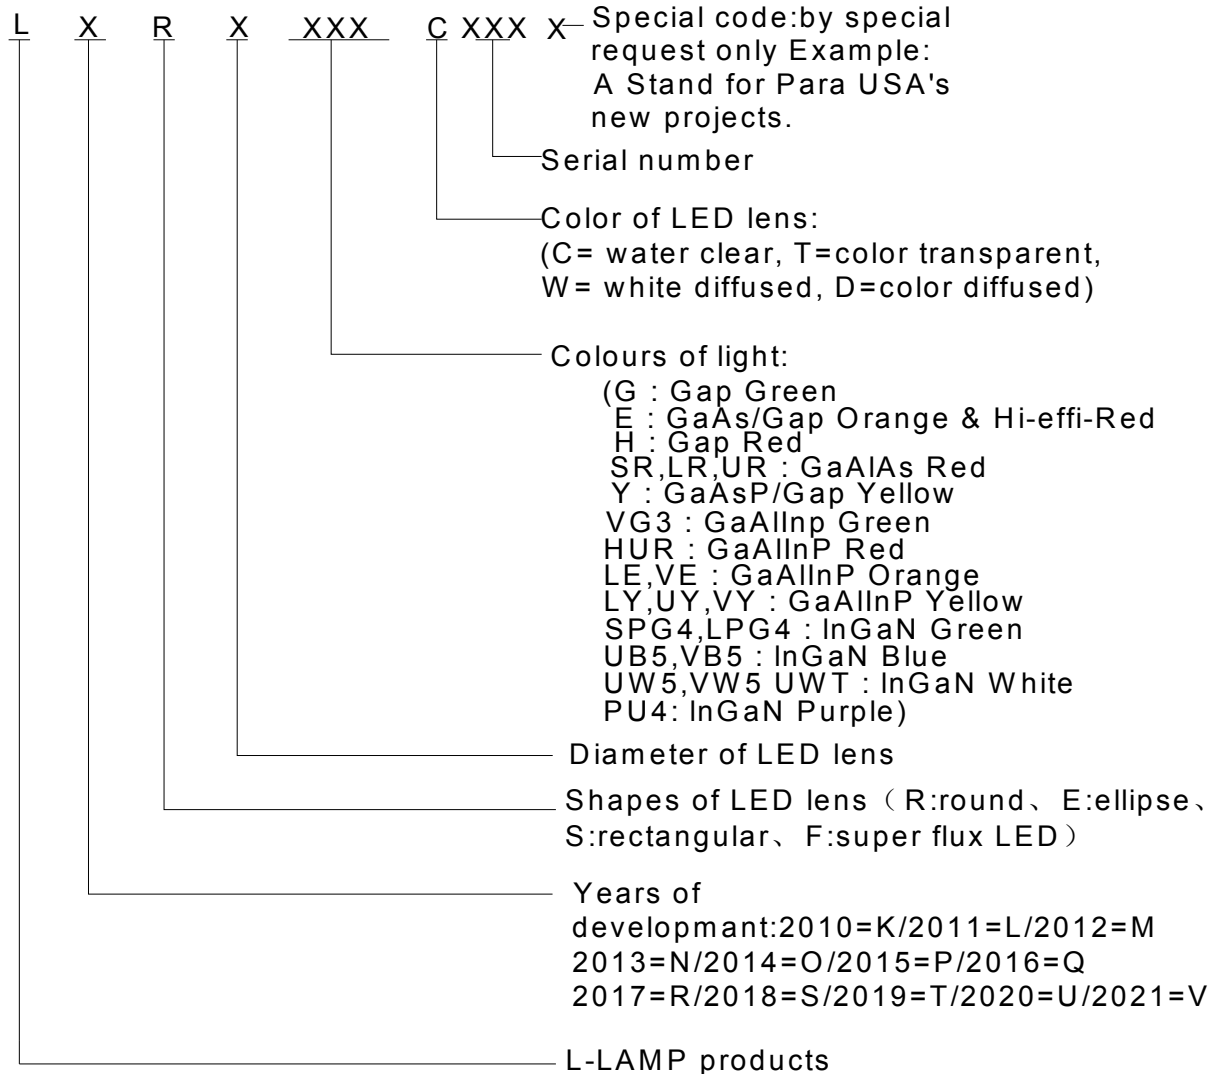 L X R X XXX C XXX X Special code:by special
request only Example:
A Stand for Para USA's
new projects.
Serial number
Color of LED lens:
(C= water clear, T=color transparent,
W= white diffused, D=color diffused)
Colours of light:
(G : Gap Green
E : GaAs/Gap Orange & Hi-effi-Red
H : Gap Red
SR,LR,UR : GaAlAs Red
Y : GaAsP/Gap Yellow
VG3 : GaAlInp Green
HUR : GaAlInP Red
LE,VE : GaAlInP Orange
LY,UY,VY : GaAlInP Yellow
SPG4,LPG4 : InGaN Green
UB5,VB5 : InGaN Blue
UW5,VW5 UWT : InGaN White
PU4: InGaN Purple)
Diameter of LED lens
Shapes of LED lens（R:round、E:ellipse、
S:rectangular、F:super flux LED）
Years of
developmant:2010=K/2011=L/2012=M
2013=N/2014=O/2015=P/2016=Q
2017=R/2018=S/2019=T/2020=U/2021=V
L-LAMP products